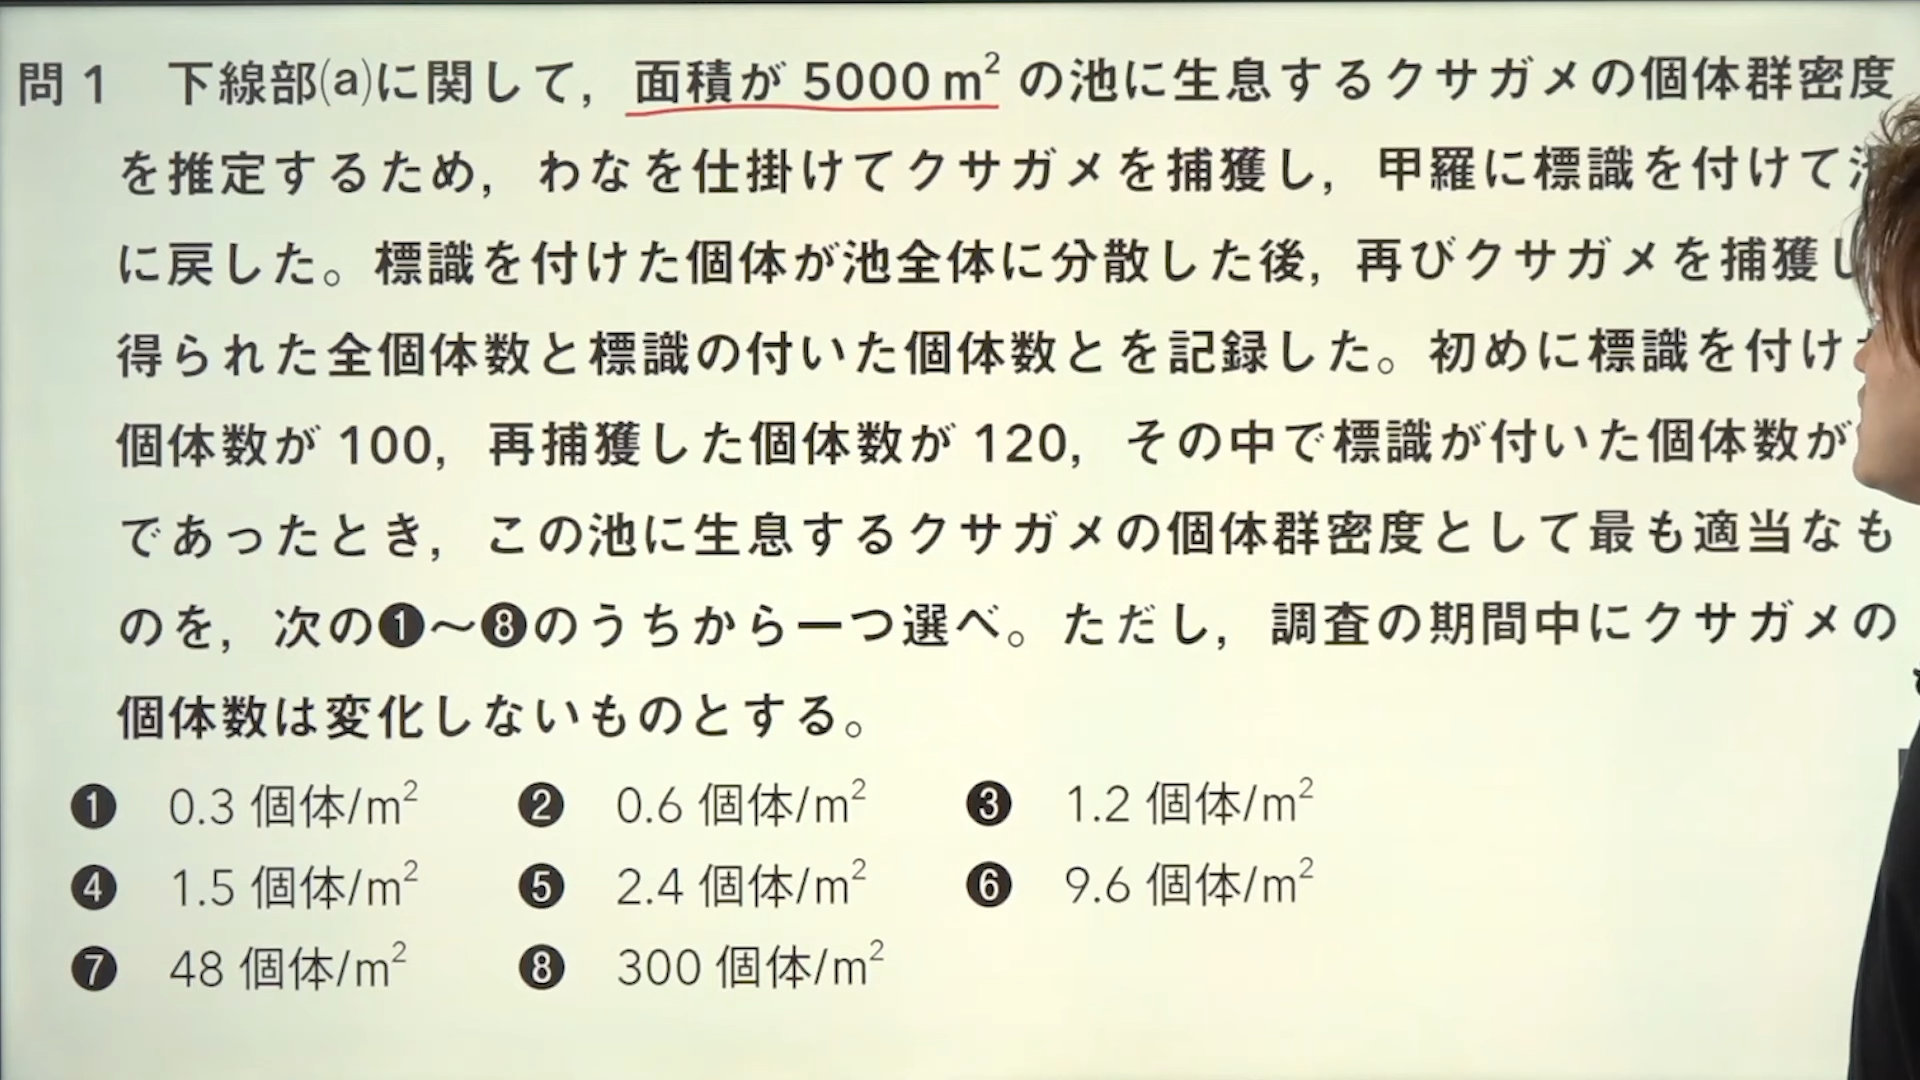 問1 下線部(a)に関して，面積が 5000 m² の池に生息するクサガメの個体群密度
を推定するため，わなを仕掛けてクサガメを捕獲し，甲羅に標識を付けて
に戻した。標識を付けた個体が池全体に分散した後，再びクサガメを捕獲し
得られた全個体数と標識の付いた個体数とを記録した。初めに標識を付け
個体数が 100，再捕獲した個体数が 120，その中で標識が付いた個体数が
であったとき，この池に生息するクサガメの個体群密度として最も適当なも
のを，次の❶～❽のうちから一つ選べ。ただし，調査の期間中にクサガメの
個体数は変化しないものとする。
❶ 0.3 個体/m² ❷ 0.6 個体/m² ❸ 1.2 個体/m²
❹ 1.5 個体/m² ❺ 2.4 個体/m² ❻ 9.6 個体/m²
❼ 48 個体/m² ❽ 300 個体/m²